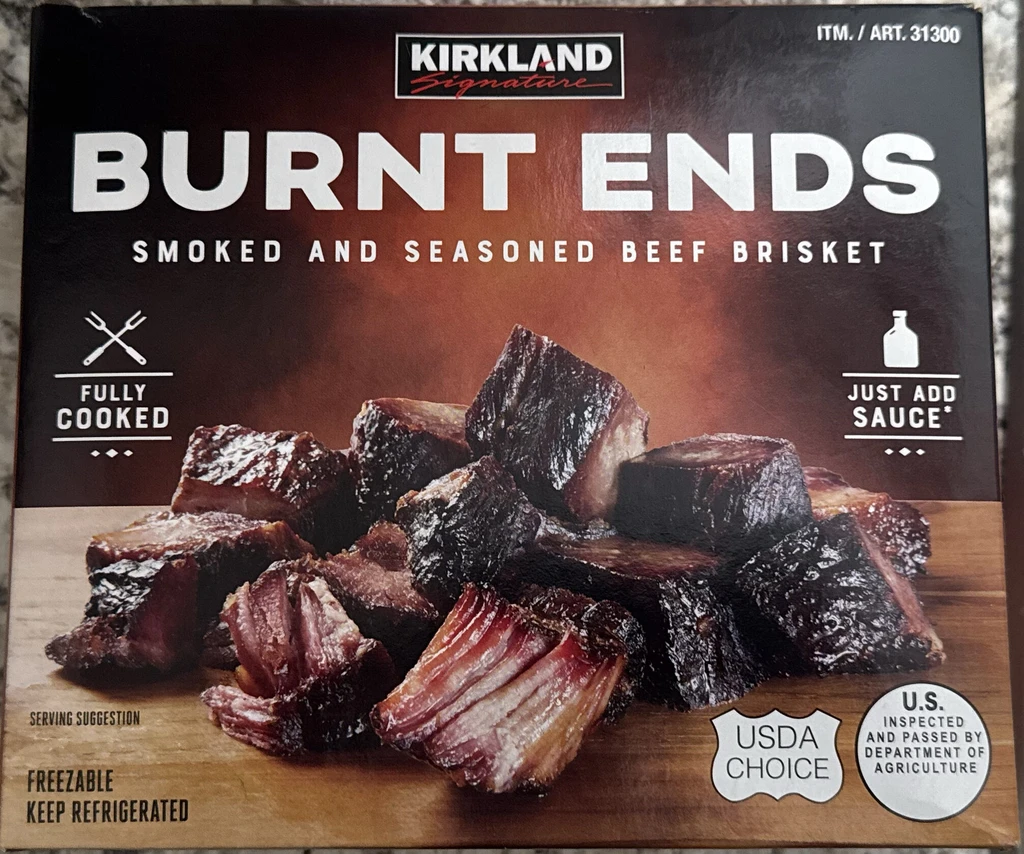 ITM. / ART. 31300
KIRKLAND
Signature
BURNT ENDS
SMOKED AND SEASONED BEEF BRISKET
FULLY
COOKED
JUST ADD
SAUCE*
SERVING SUGGESTION
FREEZABLE
KEEP REFRIGERATED
USDA
CHOICE
U.S.
INSPECTED
AND PASSED BY
DEPARTMENT OF
AGRICULTURE